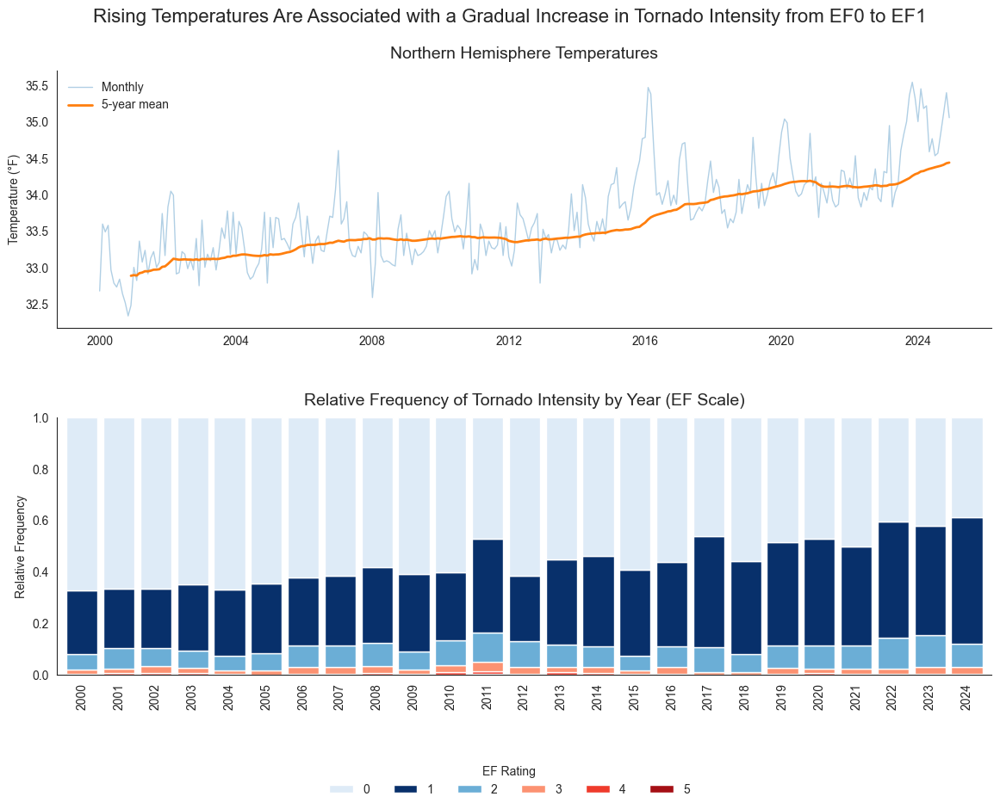 Rising Temperatures Are Associated with a Gradual Increase in Tornado Intensity from EF0 to EF1
Northern Hemisphere Temperatures
Monthly
5-year mean
Temperature (°F)
35.5
35.0
34.5
34.0
33.5
33.0
32.5
2000 2004 2008 2012 2016 2020 2024
Relative Frequency of Tornado Intensity by Year (EF Scale)
Relative Frequency
1.0
0.8
0.6
0.4
0.2
0.0
2000 2001 2002 2003 2004 2005 2006 2007 2008 2009 2010 2011 2012 2013 2014 2015 2016 2017 2018 2019 2020 2021 2022 2023 2024
EF Rating
0 1 2 3 4 5